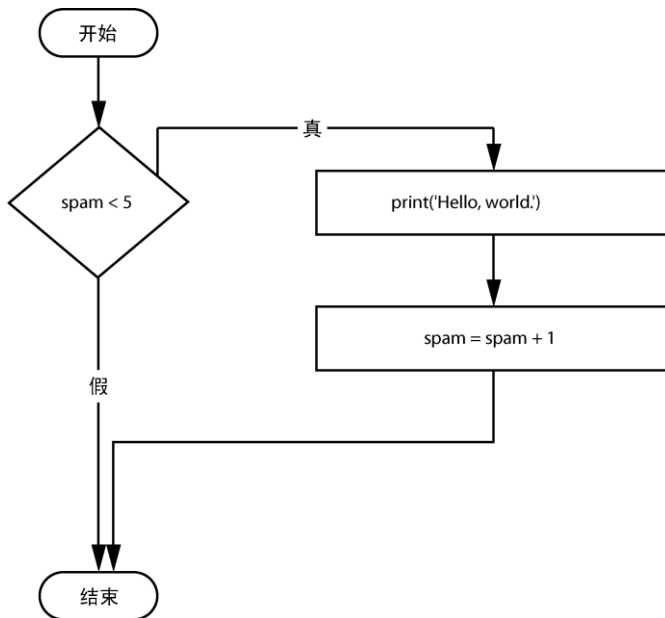 开始
spam < 5
真
print('Hello, world.')
spam = spam + 1
假
结束